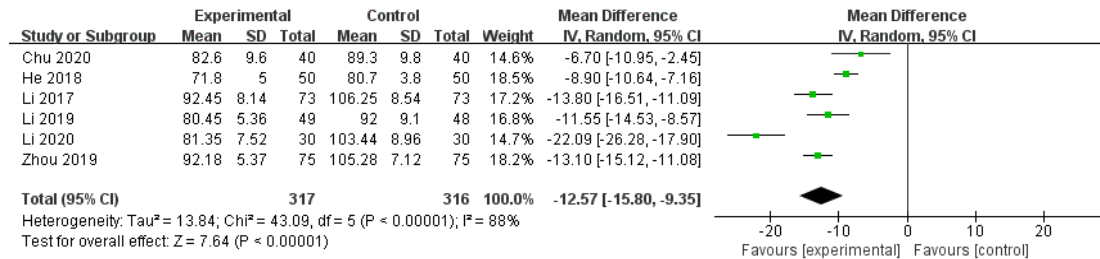 Experimental Control Mean Difference Mean Difference
Study or Subgroup Mean SD Total Mean SD Total Weight IV, Random, 95% CI IV, Random, 95% CI
Chu 2020 82.6 9.6 40 89.3 9.8 40 14.6% -6.70 [-10.95, -2.45]
He 2018 71.8 5 50 80.7 3.8 50 18.5% -8.90 [-10.64, -7.16]
Li 2017 92.45 8.14 73 106.25 8.54 73 17.2% -13.80 [-16.51, -11.09]
Li 2019 80.45 5.36 49 92 9.1 48 16.8% -11.55 [-14.53, -8.57]
Li 2020 81.35 7.52 30 103.44 8.96 30 14.7% -22.09 [-26.28, -17.90]
Zhou 2019 92.18 5.37 75 105.28 7.12 75 18.2% -13.10 [-15.12, -11.08]
Total (95% CI) 317 316 100.0% -12.57 [-15.80, -9.35]
Heterogeneity: Tau² = 13.84; Chi² = 43.09, df = 5 (P < 0.00001); I² = 88%
Test for overall effect: Z = 7.64 (P < 0.00001)
-20 -10 0 10 20
Favours [experimental] Favours [control]